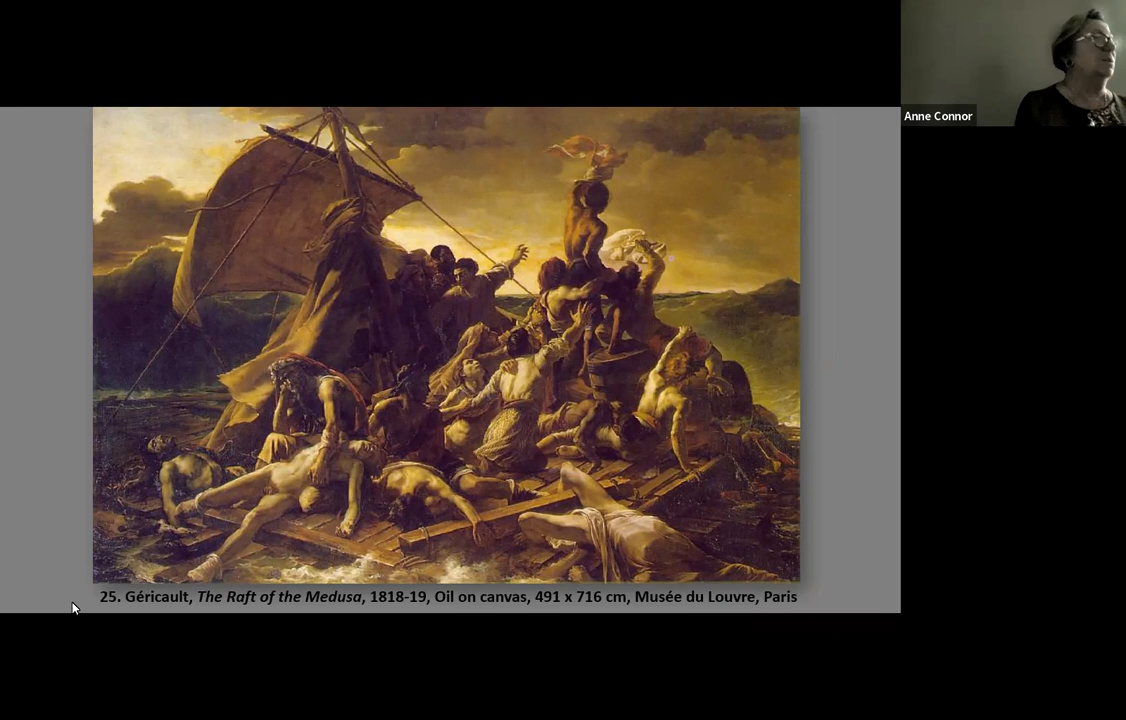 Anne Connor
25. Géricault, The Raft of the Medusa, 1818-19, Oil on canvas, 491 x 716 cm, Musée du Louvre, Paris